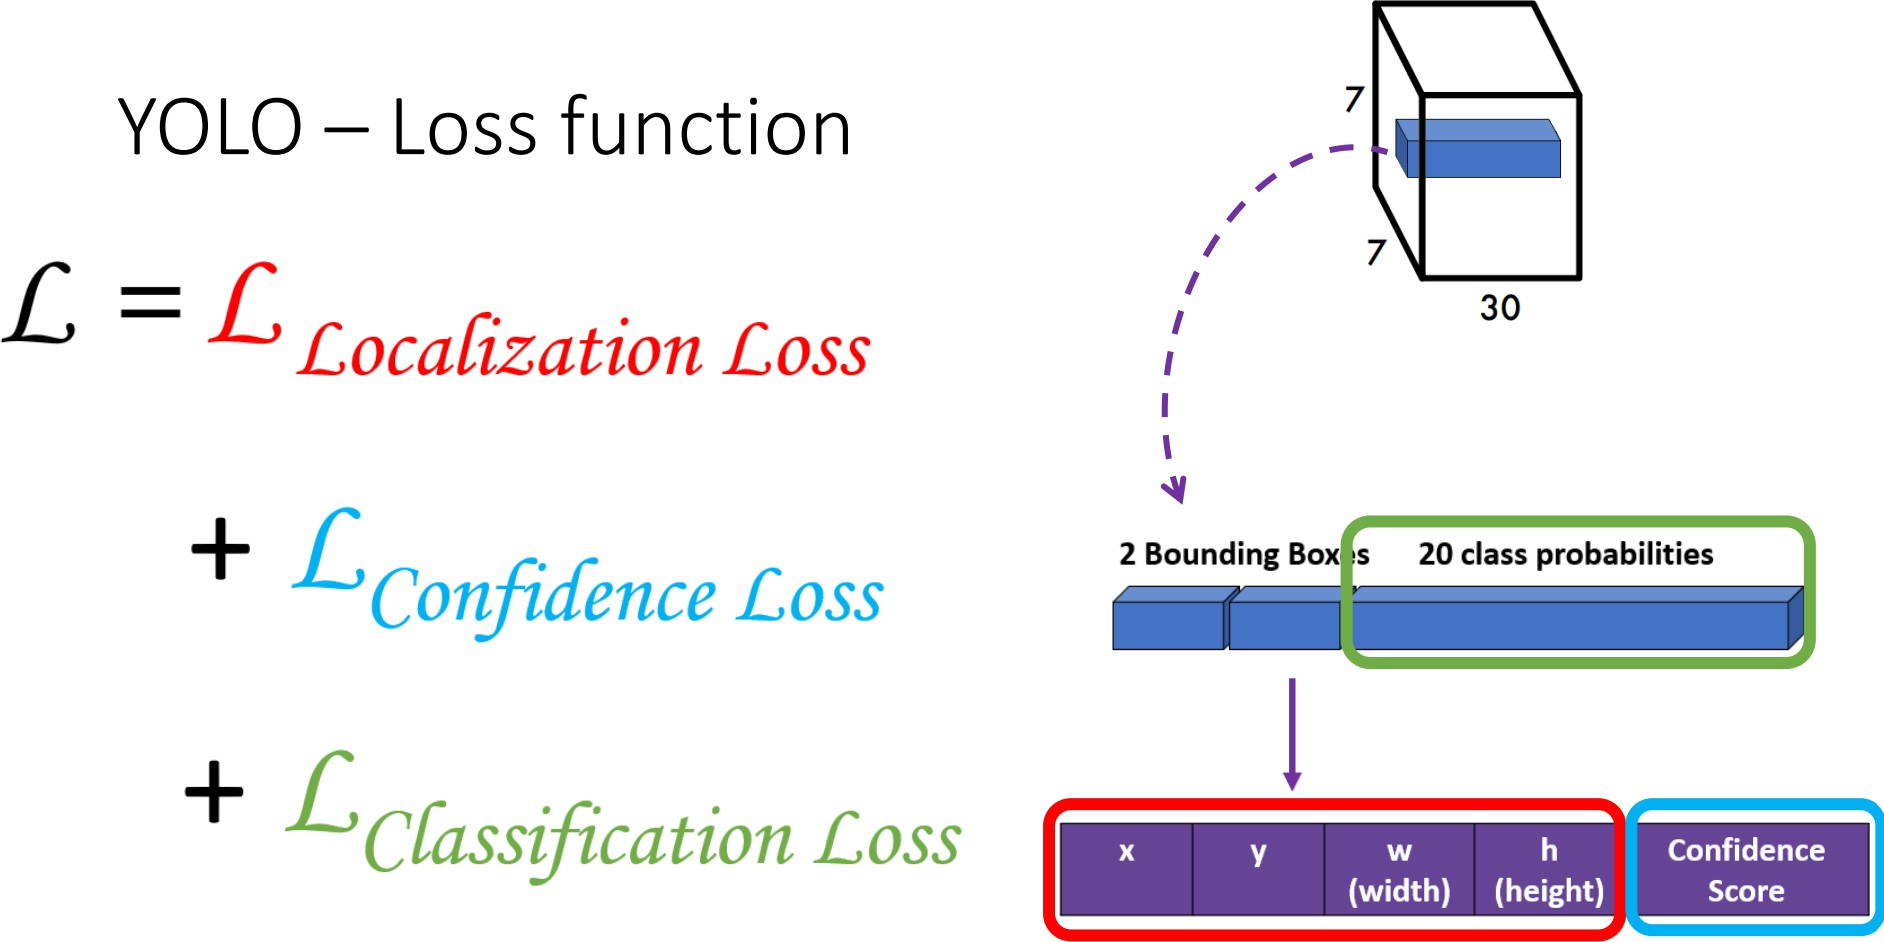 YOLO – Loss function
ℒ = ℒ Localization Loss
+ ℒ Confidence Loss
+ ℒ Classification Loss
7
7
30
2 Bounding Boxes
20 class probabilities
x
y
w
(width)
h
(height)
Confidence
Score